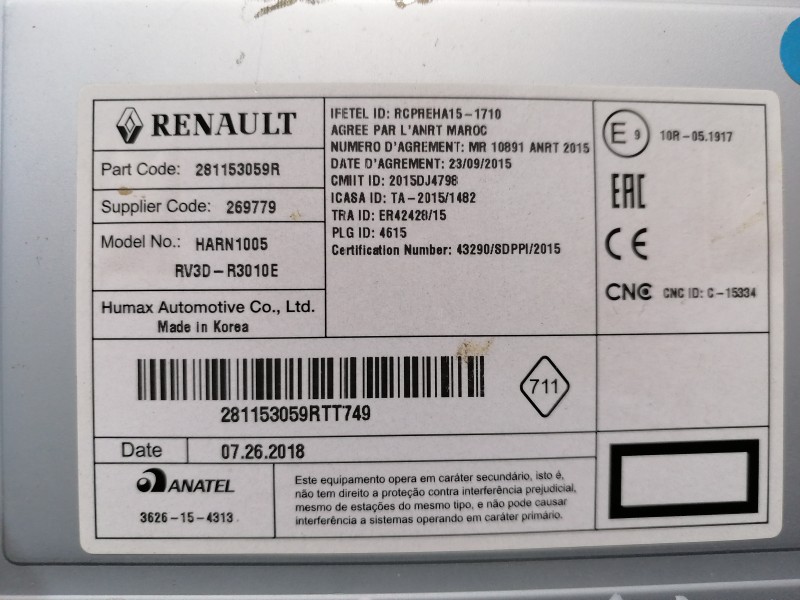 RENAULT
Part Code: 281153059R
Supplier Code: 269779
Model No.: HARN1005
RV3D-R3010E
Humax Automotive Co., Ltd.
Made in Korea
IFETEL ID: RCPREHA15-1710
AGREE PAR L'ANRT MAROC
NUMERO D'AGREMENT: MR 10891 ANRT 2015
DATE D'AGREMENT: 23/09/2015
CMIIT ID: 2015DJ4798
ICASA ID: TA-2015/1482
TRA ID: ER42428/15
PLG ID: 4615
Certification Number: 43290/SDPPI/2015
E 9 10R-05.1917
EAC
CE
CNC CNC ID: C-15334
281153059RTT749
711
Date 07.26.2018
ANATEL
3626-15-4313
Este equipamento opera em caráter secundário, isto é,
não tem direito a proteção contra interferência prejudicial,
mesmo de estações do mesmo tipo, e não pode causar
interferência a sistemas operando em caráter primário.